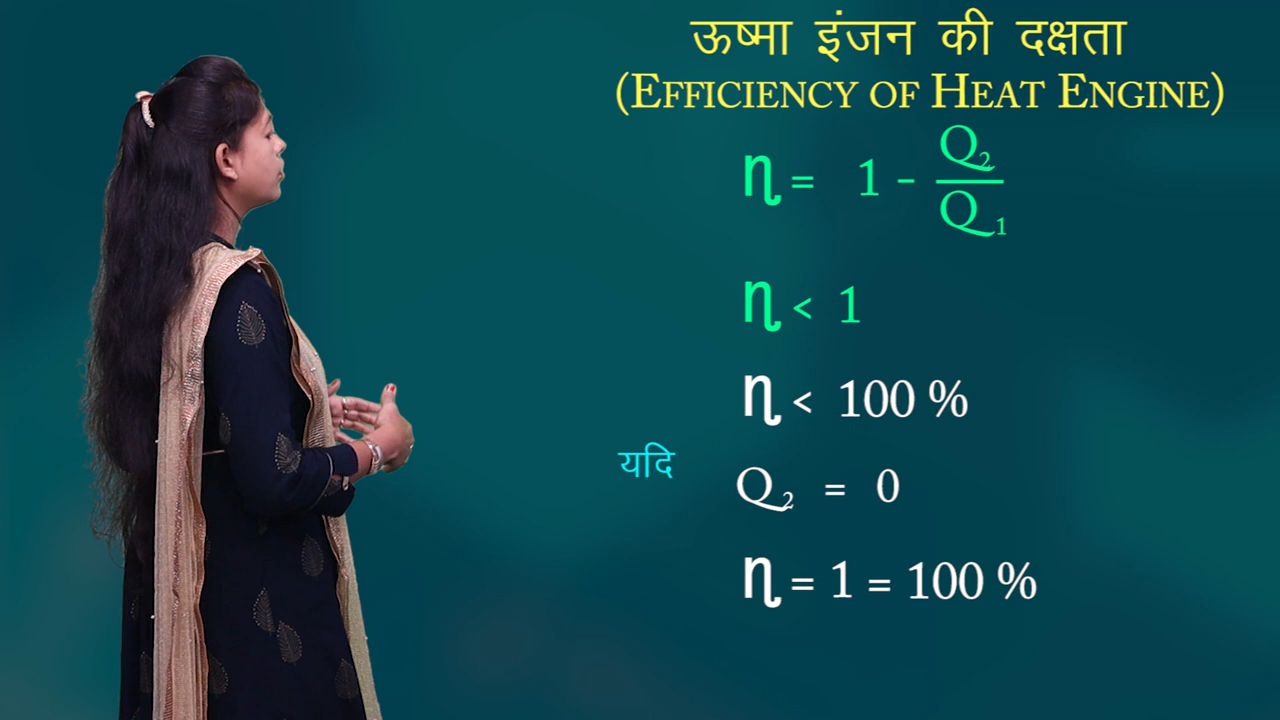 ऊष्मा इंजन की दक्षता
(EFFICIENCY OF HEAT ENGINE)
η = 1 - Q₂/Q₁
η < 1
η < 100 %
यदि Q₂ = 0
η = 1 = 100 %